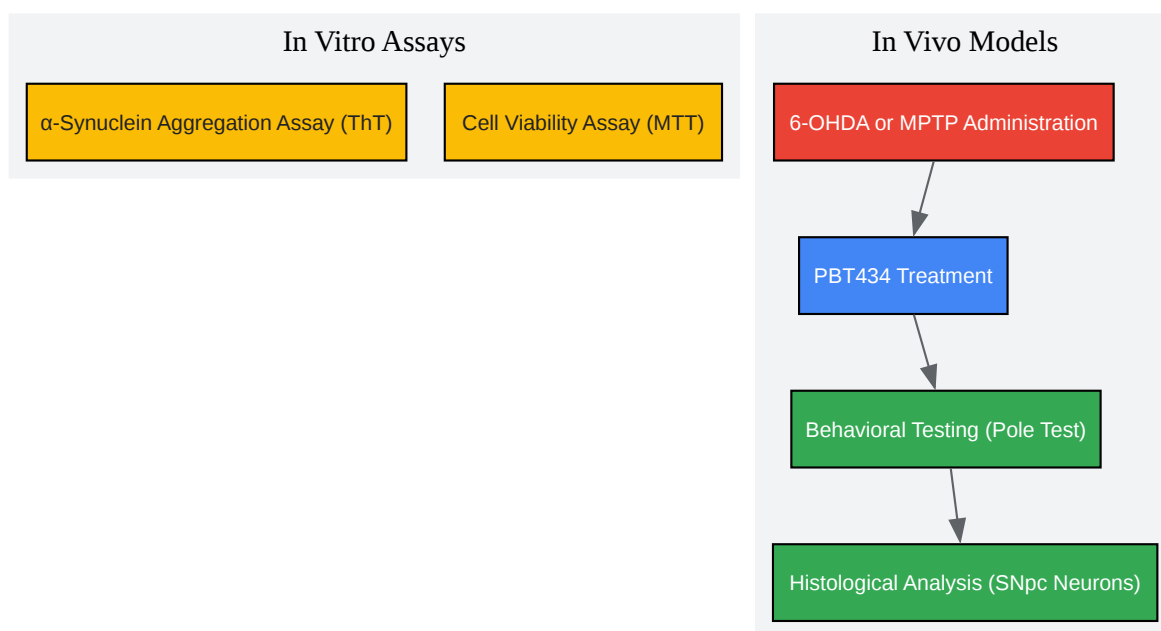 In Vitro Assays
α-Synuclein Aggregation Assay (ThT)
Cell Viability Assay (MTT)
In Vivo Models
6-OHDA or MPTP Administration
PBT434 Treatment
Behavioral Testing (Pole Test)
Histological Analysis (SNpc Neurons)